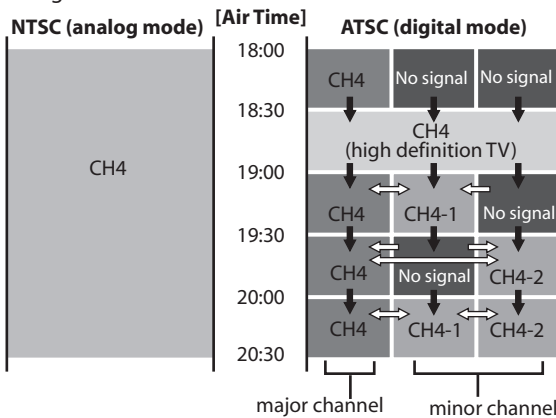 NTSC (analog mode) [Air Time] ATSC (digital mode)
18:00
CH4 No signal No signal
18:30
CH4
(high definition TV)
CH4
19:00
CH4 CH4-1 No signal
19:30
CH4 No signal CH4-2
20:00
CH4 CH4-1 CH4-2
20:30
major channel minor channel